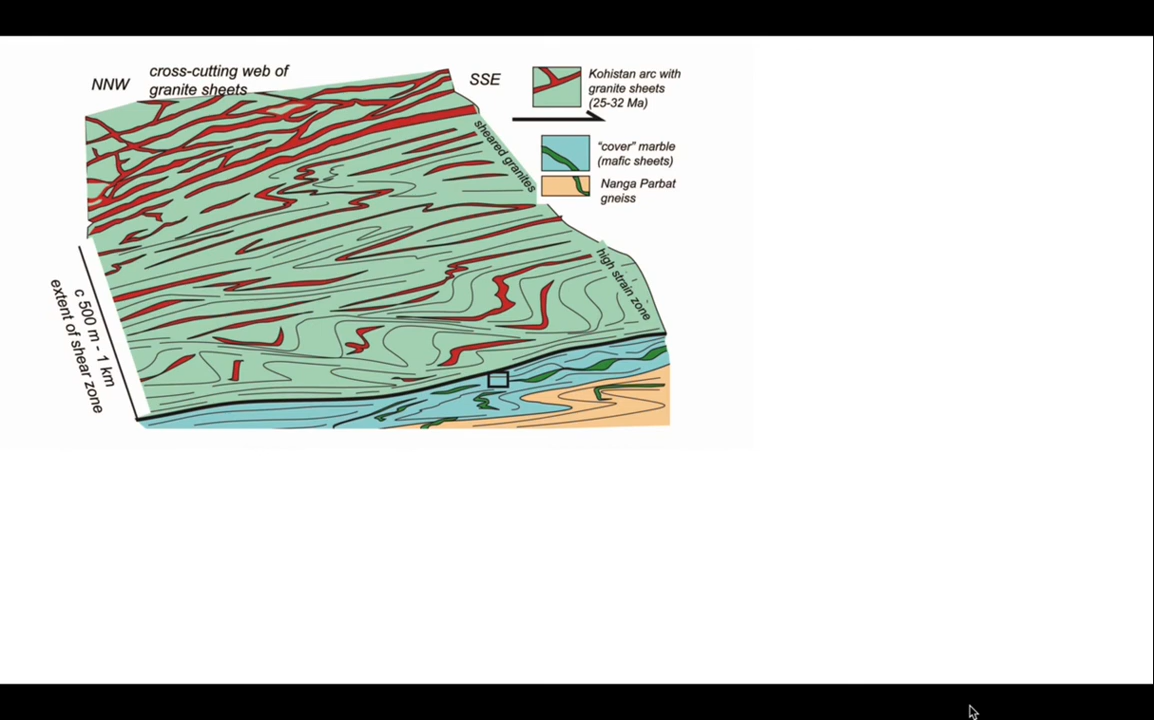 NNW
cross-cutting web of
granite sheets
SSE
Kohistan arc with
granite sheets
(25-32 Ma)
sheared granites
“cover” marble
(mafic sheets)
Nanga Parbat
gneiss
high strain zone
c 500 m - 1 km
extent of shear zone